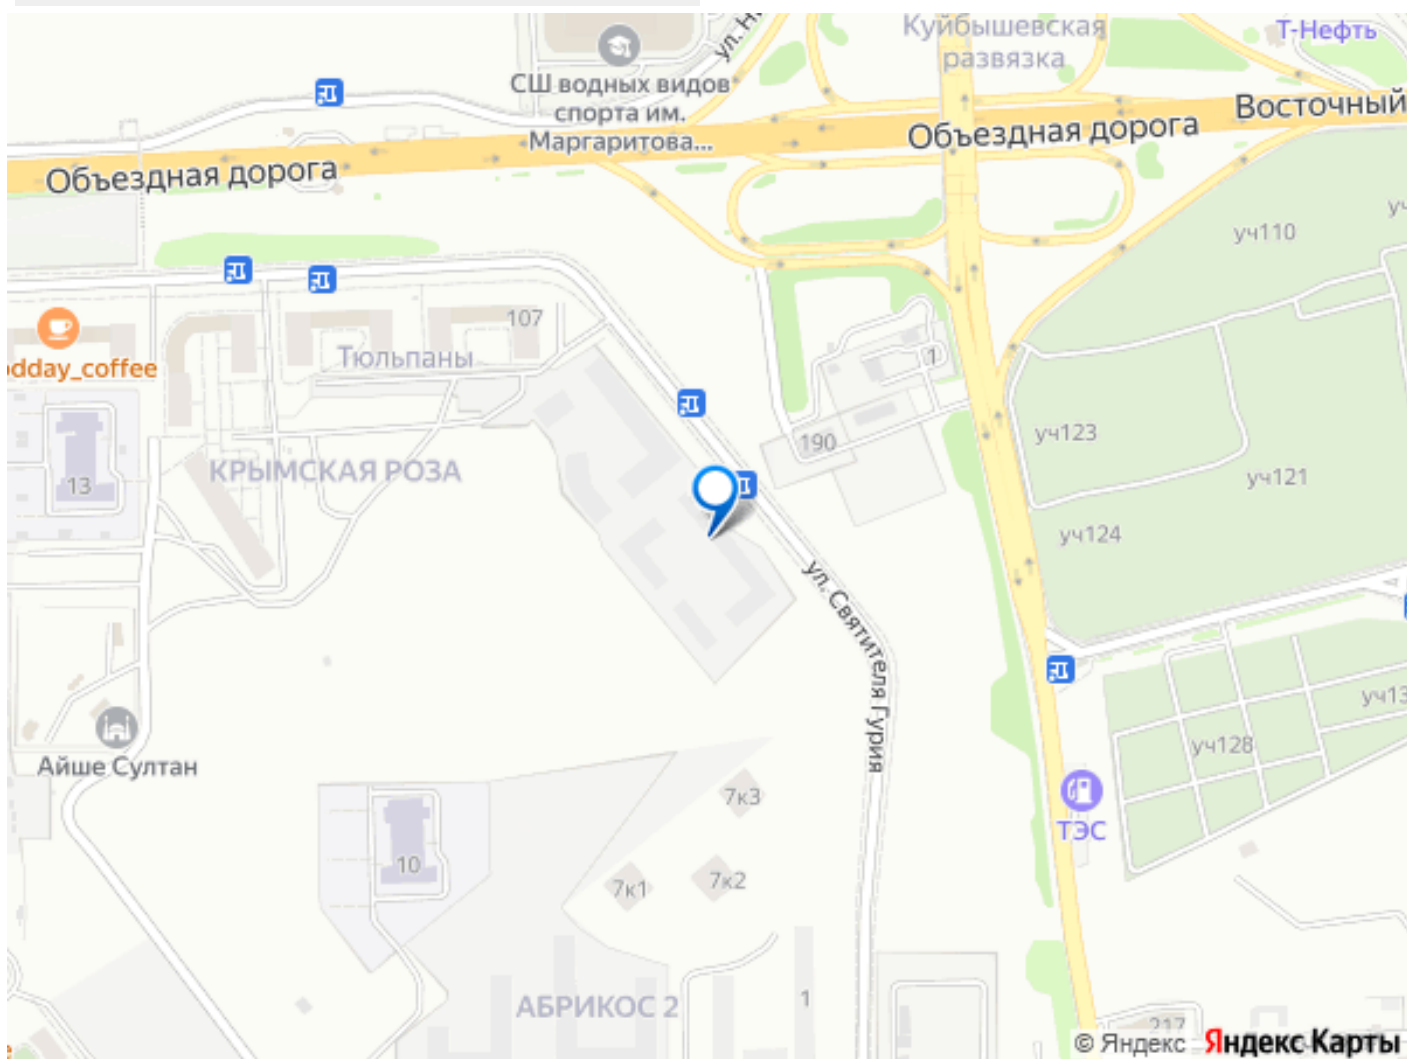 Куйбышевская
развязка
Т-Нефть
ул.
СШ водных видов
спорта им.
Маргаритова...
Восточный
Объездная дорога
Объездная дорога
уч110
107
Тюльпаны
1
190
уч123
13
КРЫМСКАЯ РОЗА
уч121
уч124
ул. Святителя Гурия
уч128
Айше Султан
7к3
ТЭС
10
7к1
7к2
АБРИКОС 2
1
217
© Яндекс Яндекс Карты